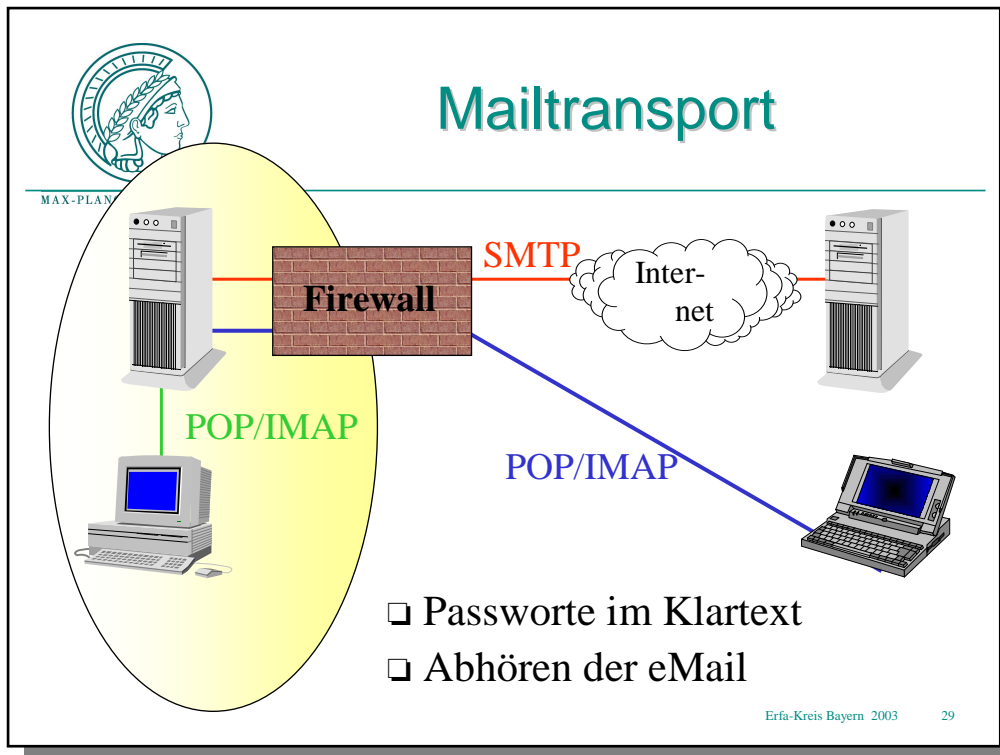 Mailtransport
MAX-PLAN
SMTP
Inter-
net
Firewall
POP/IMAP
POP/IMAP
❏ Passworte im Klartext
❏ Abhören der eMail
Erfa-Kreis Bayern 2003 29